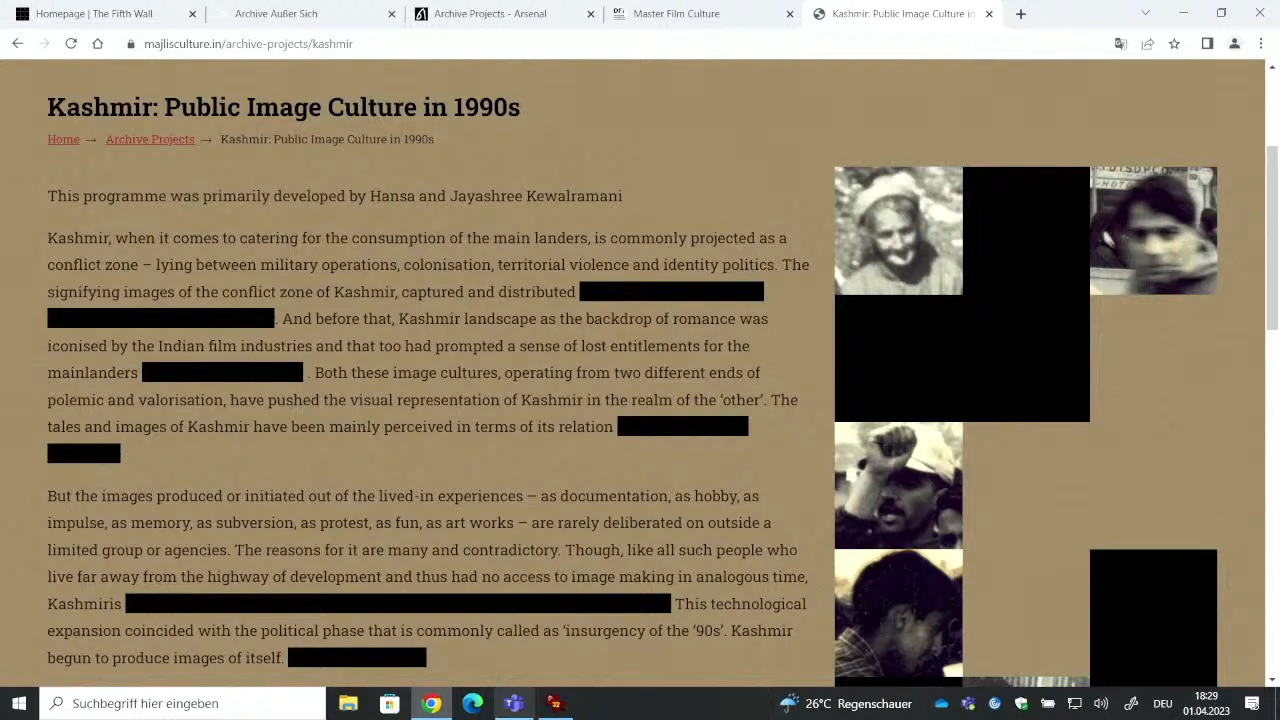 Homepage | The Fifth Wall
Archive Außer Sich
Archive Projects - Arsenal
Master Film Culture
Kashmir: Public Image Culture in
majlisculture.in/archive-projects/kashmir
Kashmir: Public Image Culture in 1990s
Home → Archive Projects → Kashmir: Public Image Culture in 1990s
This programme was primarily developed by Hansa and Jayashree Kewalramani
Kashmir, when it comes to catering for the consumption of the main landers, is commonly projected as a
conflict zone – lying between military operations, colonisation, territorial violence and identity politics. The
signifying images of the conflict zone of Kashmir, captured and distributed
. And before that, Kashmir landscape as the backdrop of romance was
iconised by the Indian film industries and that too had prompted a sense of lost entitlements for the
mainlanders . Both these image cultures, operating from two different ends of
polemic and valorisation, have pushed the visual representation of Kashmir in the realm of the ‘other’. The
tales and images of Kashmir have been mainly perceived in terms of its relation
But the images produced or initiated out of the lived-in experiences – as documentation, as hobby, as
impulse, as memory, as subversion, as protest, as fun, as art works – are rarely deliberated on outside a
limited group or agencies. The reasons for it are many and contradictory. Though, like all such people who
live far away from the highway of development and thus had no access to image making in analogous time,
Kashmiris This technological
expansion coincided with the political phase that is commonly called as ‘insurgency of the ‘90s’. Kashmir
begun to produce images of itself.
Suchbegriff hier eingeben
26°C Regenschauer
DEU
18:29
01.04.2023